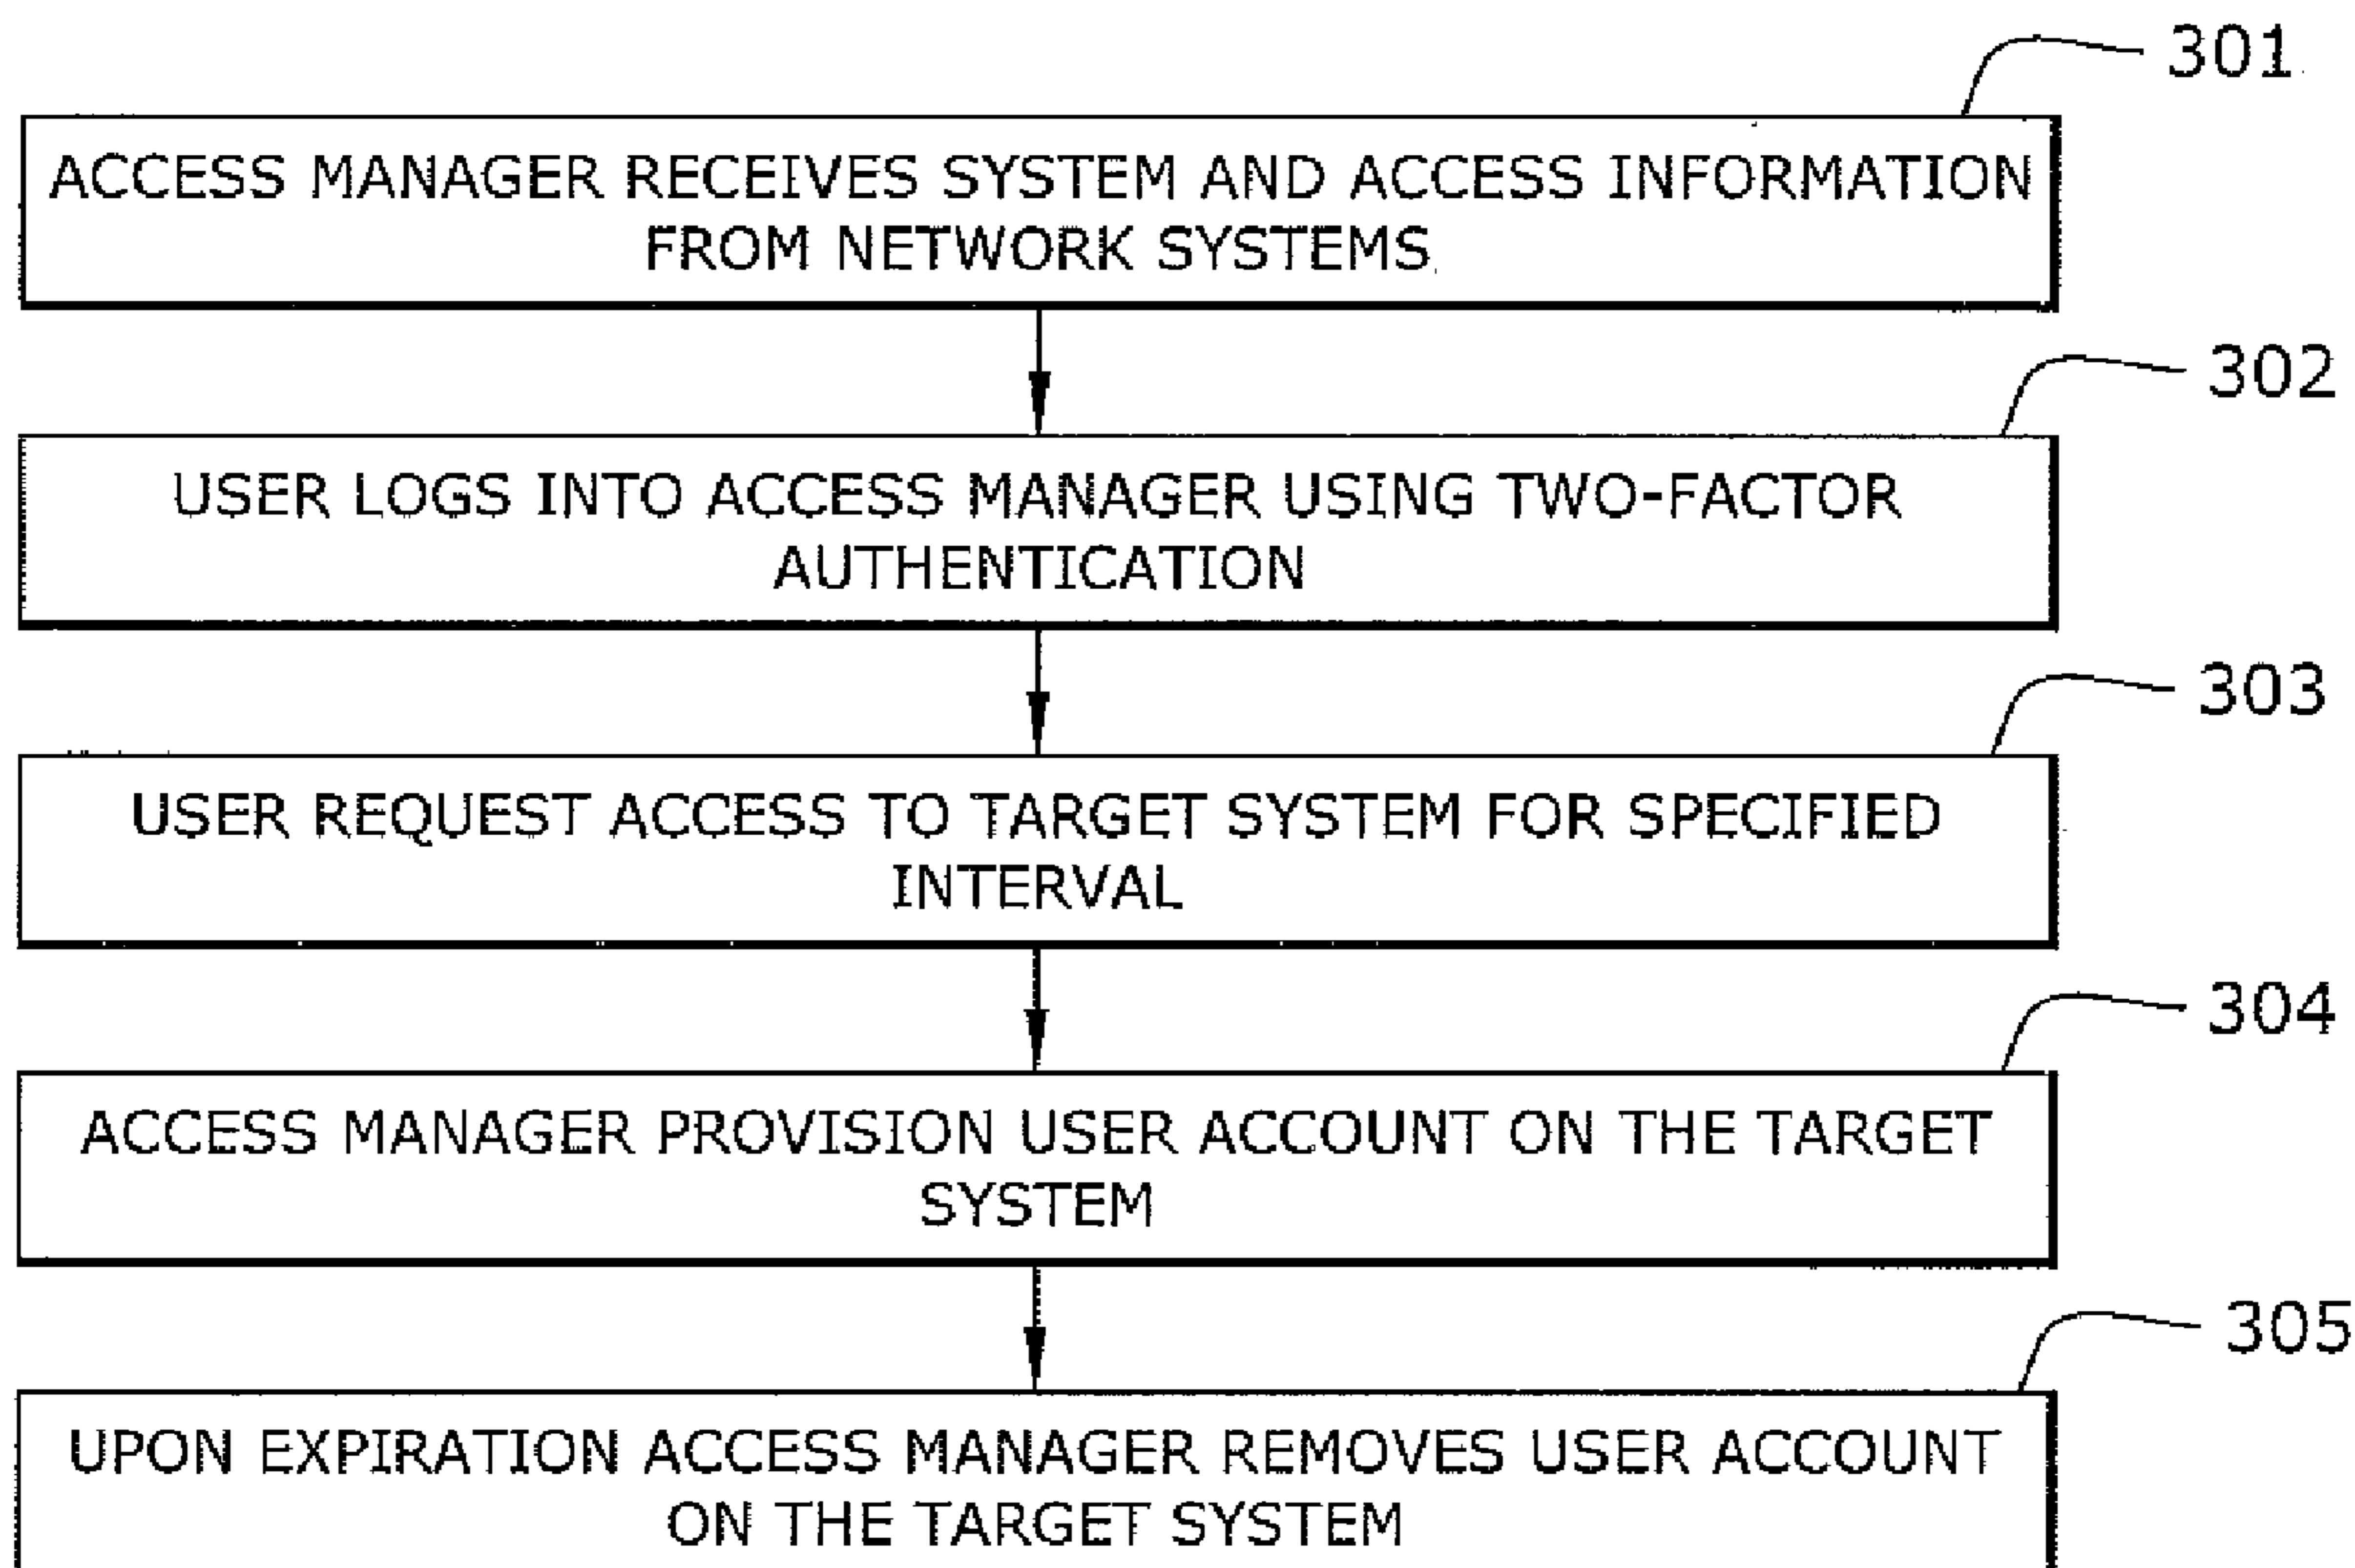 301
ACCESS MANAGER RECEIVES SYSTEM AND ACCESS INFORMATION
FROM NETWORK SYSTEMS
302
USER LOGS INTO ACCESS MANAGER USING TWO-FACTOR
AUTHENTICATION
303
USER REQUEST ACCESS TO TARGET SYSTEM FOR SPECIFIED
INTERVAL
304
ACCESS MANAGER PROVISION USER ACCOUNT ON THE TARGET
SYSTEM
305
UPON EXPIRATION ACCESS MANAGER REMOVES USER ACCOUNT
ON THE TARGET SYSTEM